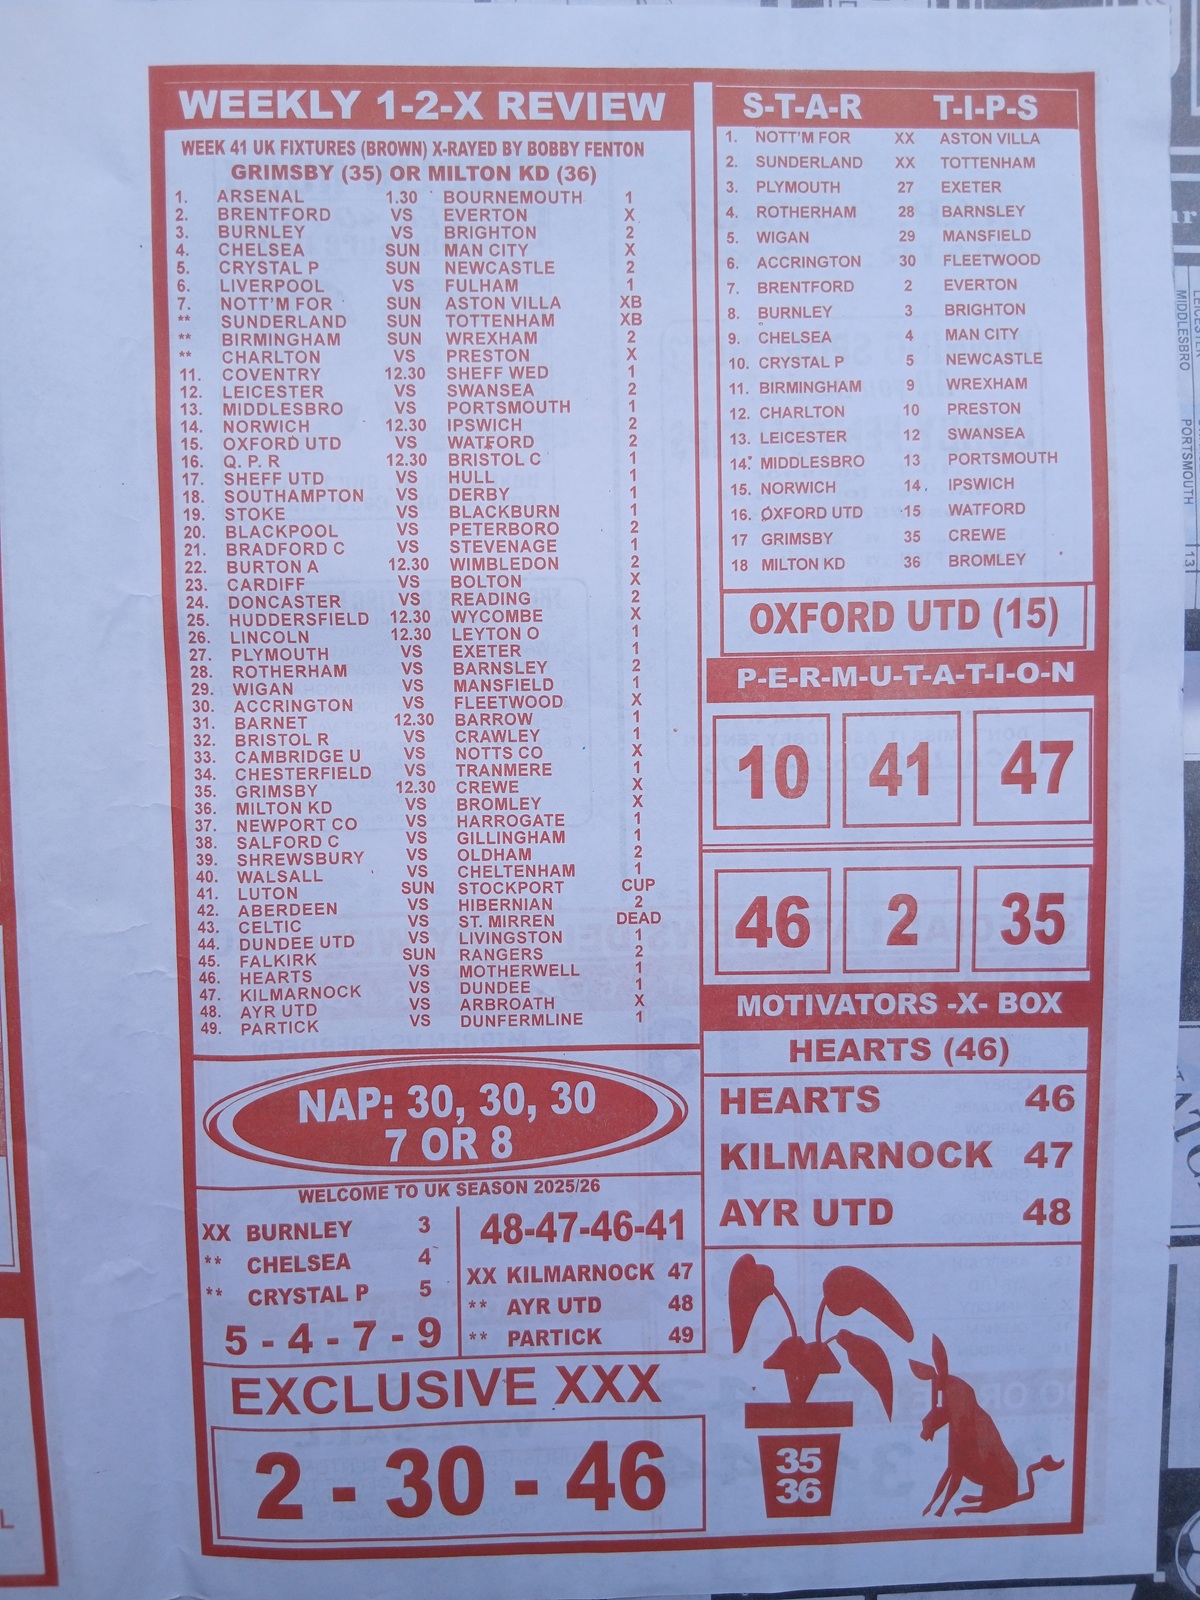 WEEKLY 1-2-X REVIEW
WEEK 41 UK FIXTURES (BROWN) X-RAYED BY BOBBY FENTON
GRIMSBY (35) OR MILTON KD (36)
1. ARSENAL 1.30 BOURNEMOUTH 1
2. BRENTFORD VS EVERTON X
3. BURNLEY VS BRIGHTON 2
4. CHELSEA SUN MAN CITY X
5. CRYSTAL P SUN NEWCASTLE 2
6. LIVERPOOL VS FULHAM 1
7. NOTT'M FOR SUN ASTON VILLA XB
** SUNDERLAND SUN TOTTENHAM XB
** BIRMINGHAM SUN WREXHAM 2
** CHARLTON VS PRESTON X
11. COVENTRY 12.30 SHEFF WED 1
12. LEICESTER VS SWANSEA 2
13. MIDDLESBRO VS PORTSMOUTH 1
14. NORWICH 12.30 IPSWICH 2
15. OXFORD UTD VS WATFORD 2
16. Q. P. R 12.30 BRISTOL C 1
17. SHEFF UTD VS HULL 1
18. SOUTHAMPTON VS DERBY 1
19. STOKE VS BLACKBURN 1
20. BLACKPOOL VS PETERBORO 2
21. BRADFORD C VS STEVENAGE 1
22. BURTON A 12.30 WIMBLEDON 2
23. CARDIFF VS BOLTON X
24. DONCASTER VS READING 2
25. HUDDERSFIELD 12.30 WYCOMBE X
26. LINCOLN 12.30 LEYTON O 1
27. PLYMOUTH VS EXETER 1
28. ROTHERHAM VS BARNSLEY 2
29. WIGAN VS MANSFIELD 1
30. ACCRINGTON VS FLEETWOOD X
31. BARNET 12.30 BARROW 1
32. BRISTOL R VS CRAWLEY 1
33. CAMBRIDGE U VS NOTTS CO X
34. CHESTERFIELD VS TRANMERE 1
35. GRIMSBY 12.30 CREWE X
36. MILTON KD VS BROMLEY X
37. NEWPORT CO VS HARROGATE 1
38. SALFORD C VS GILLINGHAM 1
39. SHREWSBURY VS OLDHAM 2
40. WALSALL VS CHELTENHAM 1
41. LUTON SUN STOCKPORT CUP
42. ABERDEEN VS HIBERNIAN 2
43. CELTIC VS ST. MIRREN DEAD
44. DUNDEE UTD VS LIVINGSTON 1
45. FALKIRK SUN RANGERS 2
46. HEARTS VS MOTHERWELL 1
47. KILMARNOCK VS DUNDEE 1
48. AYR UTD VS ARBROATH X
49. PARTICK VS DUNFERMLINE 1
NAP: 30, 30, 30
7 OR 8
WELCOME TO UK SEASON 2025/26
XX BURNLEY 3
** CHELSEA 4
** CRYSTAL P 5
5 - 4 - 7 - 9
48-47-46-41
XX KILMARNOCK 47
** AYR UTD 48
** PARTICK 49
EXCLUSIVE XXX
2 - 30 - 46
S-T-A-R T-I-P-S
1. NOTT'M FOR XX ASTON VILLA
2. SUNDERLAND XX TOTTENHAM
3. PLYMOUTH 27 EXETER
4. ROTHERHAM 28 BARNSLEY
5. WIGAN 29 MANSFIELD
6. ACCRINGTON 30 FLEETWOOD
7. BRENTFORD 2 EVERTON
8. BURNLEY 3 BRIGHTON
9. CHELSEA 4 MAN CITY
10. CRYSTAL P 5 NEWCASTLE
11. BIRMINGHAM 9 WREXHAM
12. CHARLTON 10 PRESTON
13. LEICESTER 12 SWANSEA
14. MIDDLESBRO 13 PORTSMOUTH
15. NORWICH 14 IPSWICH
16. OXFORD UTD 15 WATFORD
17 GRIMSBY 35 CREWE
18 MILTON KD 36 BROMLEY
OXFORD UTD (15)
P-E-R-M-U-T-A-T-I-O-N
10 41 47
46 2 35
MOTIVATORS -X- BOX
HEARTS (46)
HEARTS 46
KILMARNOCK 47
AYR UTD 48
35
36
MIDDLESBRO
PORTSMOUTH
13